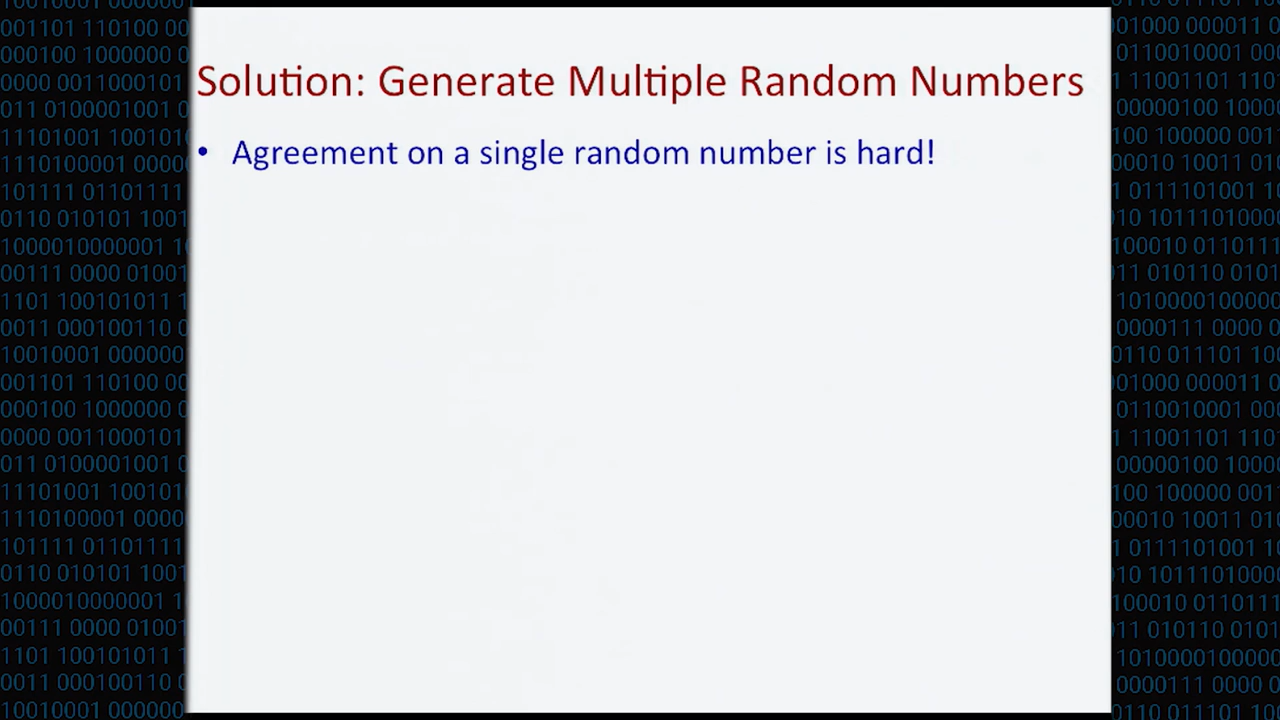 Solution: Generate Multiple Random Numbers
• Agreement on a single random number is hard!